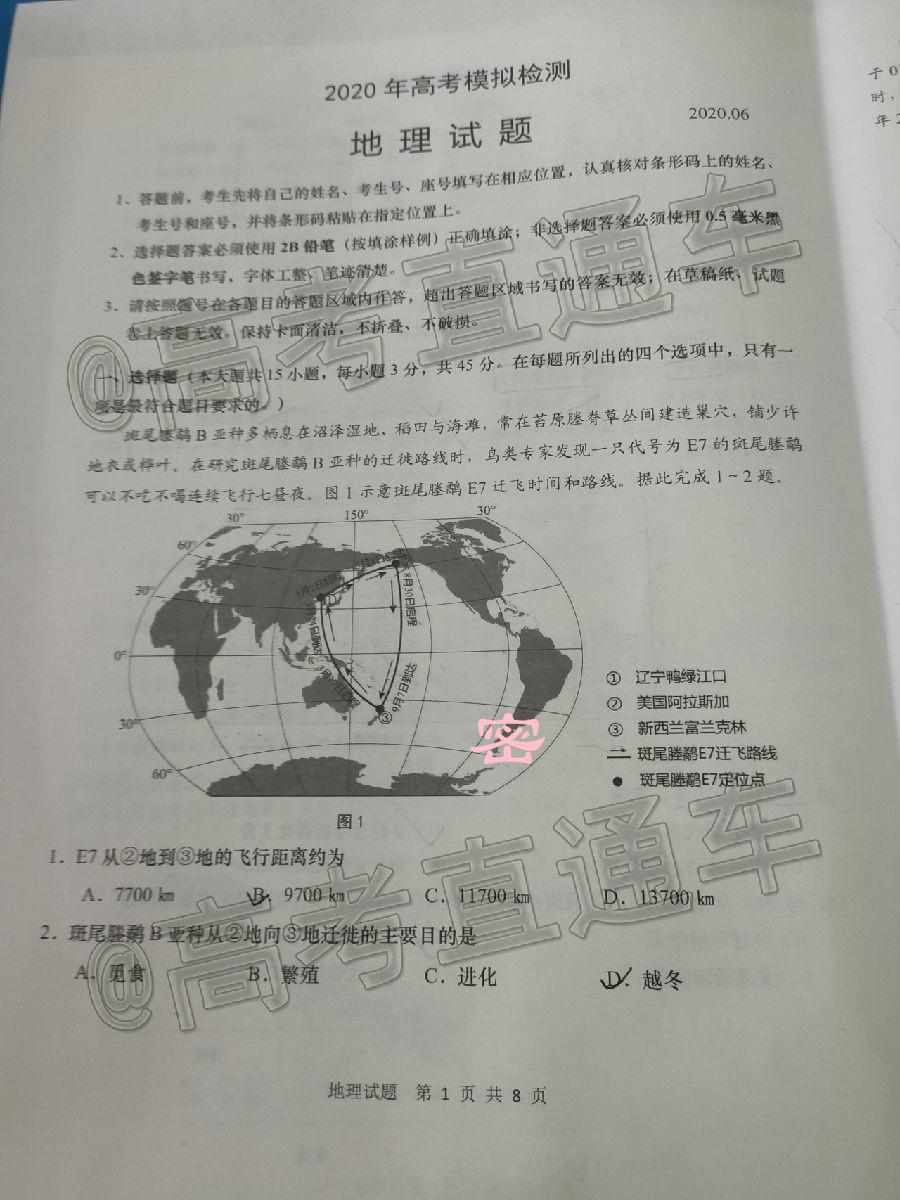 2020 年高考模拟检测
2020.06
地 理 试 题
1、答题前，考生先将自己的姓名、考生号、座号填写在相应位置，认真核对条形码上的姓名、
考生号和座号，并将条形码粘贴在指定位置上。
2、选择题答案必须使用 2B 铅笔（按填涂样例）正确填涂；非选择题答案必须使用 0.5 毫米黑
色签字笔书写，字体工整、笔迹清楚。
3、请按照题号在各题目的答题区域内作答，超出答题区域书写的答案无效；在草稿纸、试题
卷上答题无效。保持卡面清洁，不折叠、不破损。
一、选择题（本大题共 15 小题，每小题 3 分，共 45 分。在每题所列出的四个选项中，只有一
项是最符合题目要求的。）
斑尾塍鹬 B 亚种多栖息在沼泽湿地、稻田与海滩，常在苔原塍脊草丛间建造巢穴，铺少许
地衣或桦叶。在研究斑尾塍鹬 B 亚种的迁徙路线时，鸟类专家发现一只代号为 E7 的斑尾塍鹬
可以不吃不喝连续飞行七昼夜。图 1 示意斑尾塍鹬 E7 迁飞时间和路线。据此完成 1～2 题。
30° 150° 30°
60°
30°
0°
30°
60°
8月30日启程
9月7日到达
③
① 辽宁鸭绿江口
② 美国阿拉斯加
③ 新西兰富兰克林
斑尾塍鹬E7迁飞路线
斑尾塍鹬E7定位点
密
图 1
1．E7 从②地到③地的飞行距离约为
A．7700 km B．9700 km C．11700 km D．13700 km
2．斑尾塍鹬 B 亚种从②地向③地迁徙的主要目的是
A．觅食 B．繁殖 C．进化 D．越冬
地理试题 第 1 页 共 8 页
@高考直通车
@高考直通车
于 0
时，
年 2